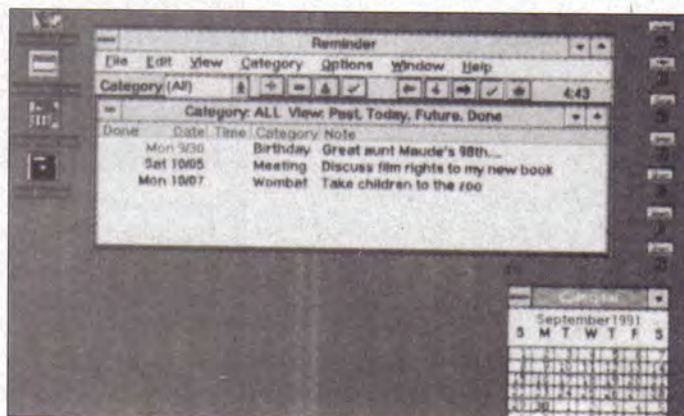 Reminder
File Edit View Category Options Window Help
Category (All) 4:43
Category: ALL View: Past, Today, Future, Done
Done Date Time Category Note
Mon 9/30 Birthday Great aunt Maude's 98th...
Sat 10/05 Meeting Discuss film rights to my new book
Mon 10/07 Wombat Take children to the zoo
Calendar
September 1991
S M T W T F S
30